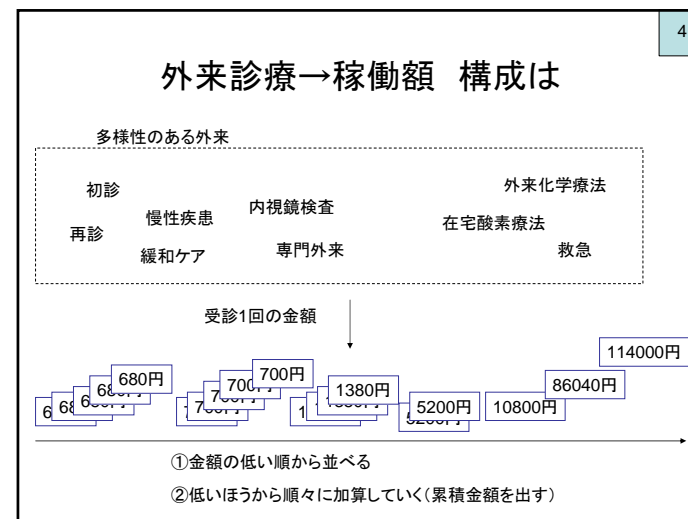 4
外来診療→稼働額 構成は
多様性のある外来
初診
慢性疾患
内視鏡検査
外来化学療法
再診
緩和ケア
専門外来
在宅酸素療法
救急
受診1回の金額
114000円
680円
700円
1380円
5200円
10800円
86040円
①金額の低い順から並べる
②低いほうから順々に加算していく(累積金額を出す)